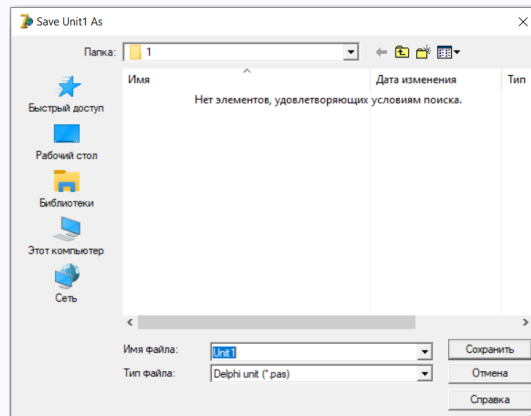 Save Unit1 As
Папка: 1
Быстрый доступ
Рабочий стол
Библиотеки
Этот компьютер
Сеть
Имя Дата изменения Тип
Нет элементов, удовлетворяющих условиям поиска.
Имя файла: Unit1 Сохранить
Тип файла: Delphi unit (*.pas) Отмена
Справка